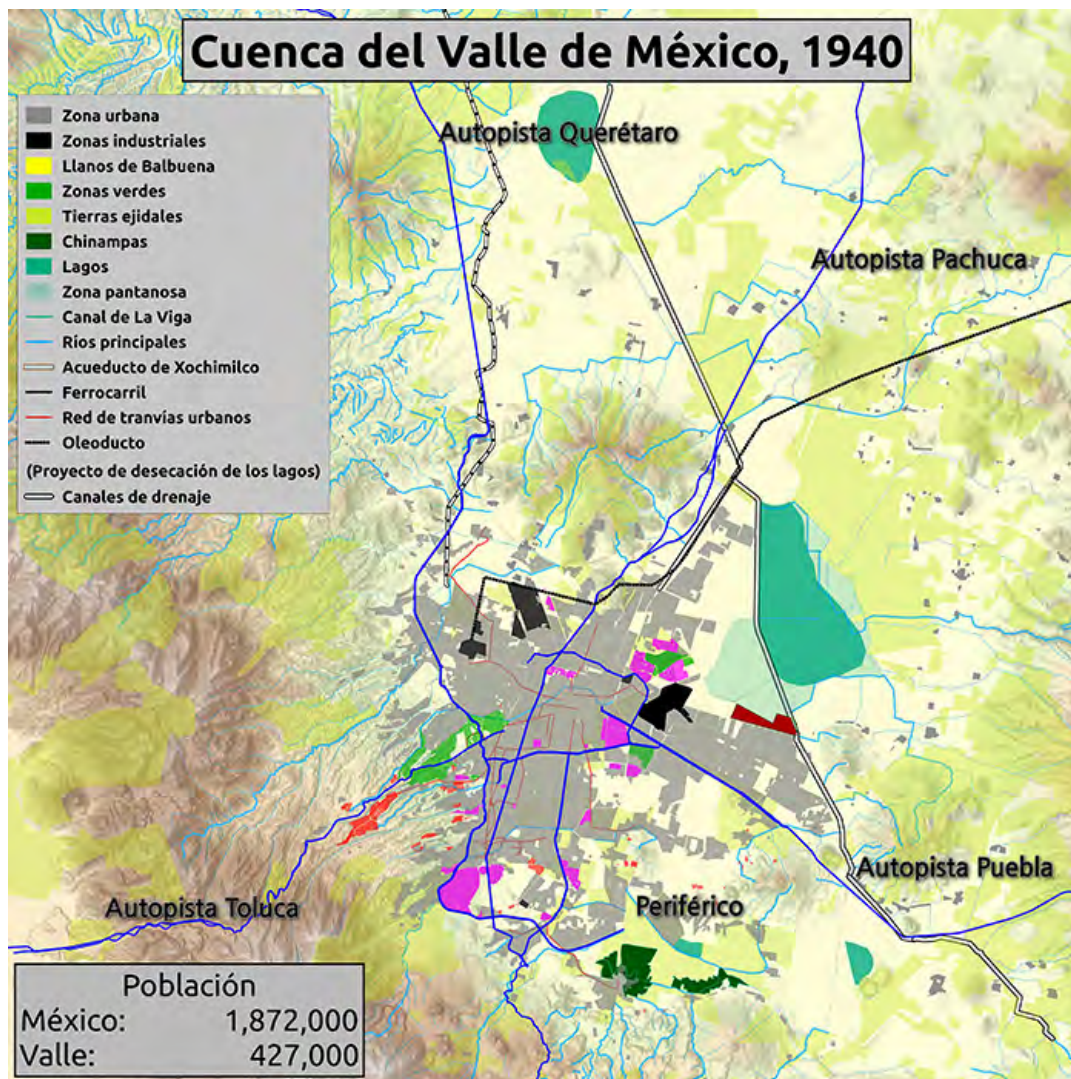 Cuenca del Valle de México, 1940
Zona urbana
Zonas industriales
Llanos de Balbuena
Zonas verdes
Tierras ejidales
Chinampas
Lagos
Zona pantanosa
Canal de La Viga
Ríos principales
Acueducto de Xochimilco
Ferrocarril
Red de tranvías urbanos
Oleoducto
(Proyecto de desecación de los lagos)
Canales de drenaje
Autopista Querétaro
Autopista Pachuca
Autopista Puebla
Autopista Toluca
Periférico
Población
México: 1,872,000
Valle: 427,000